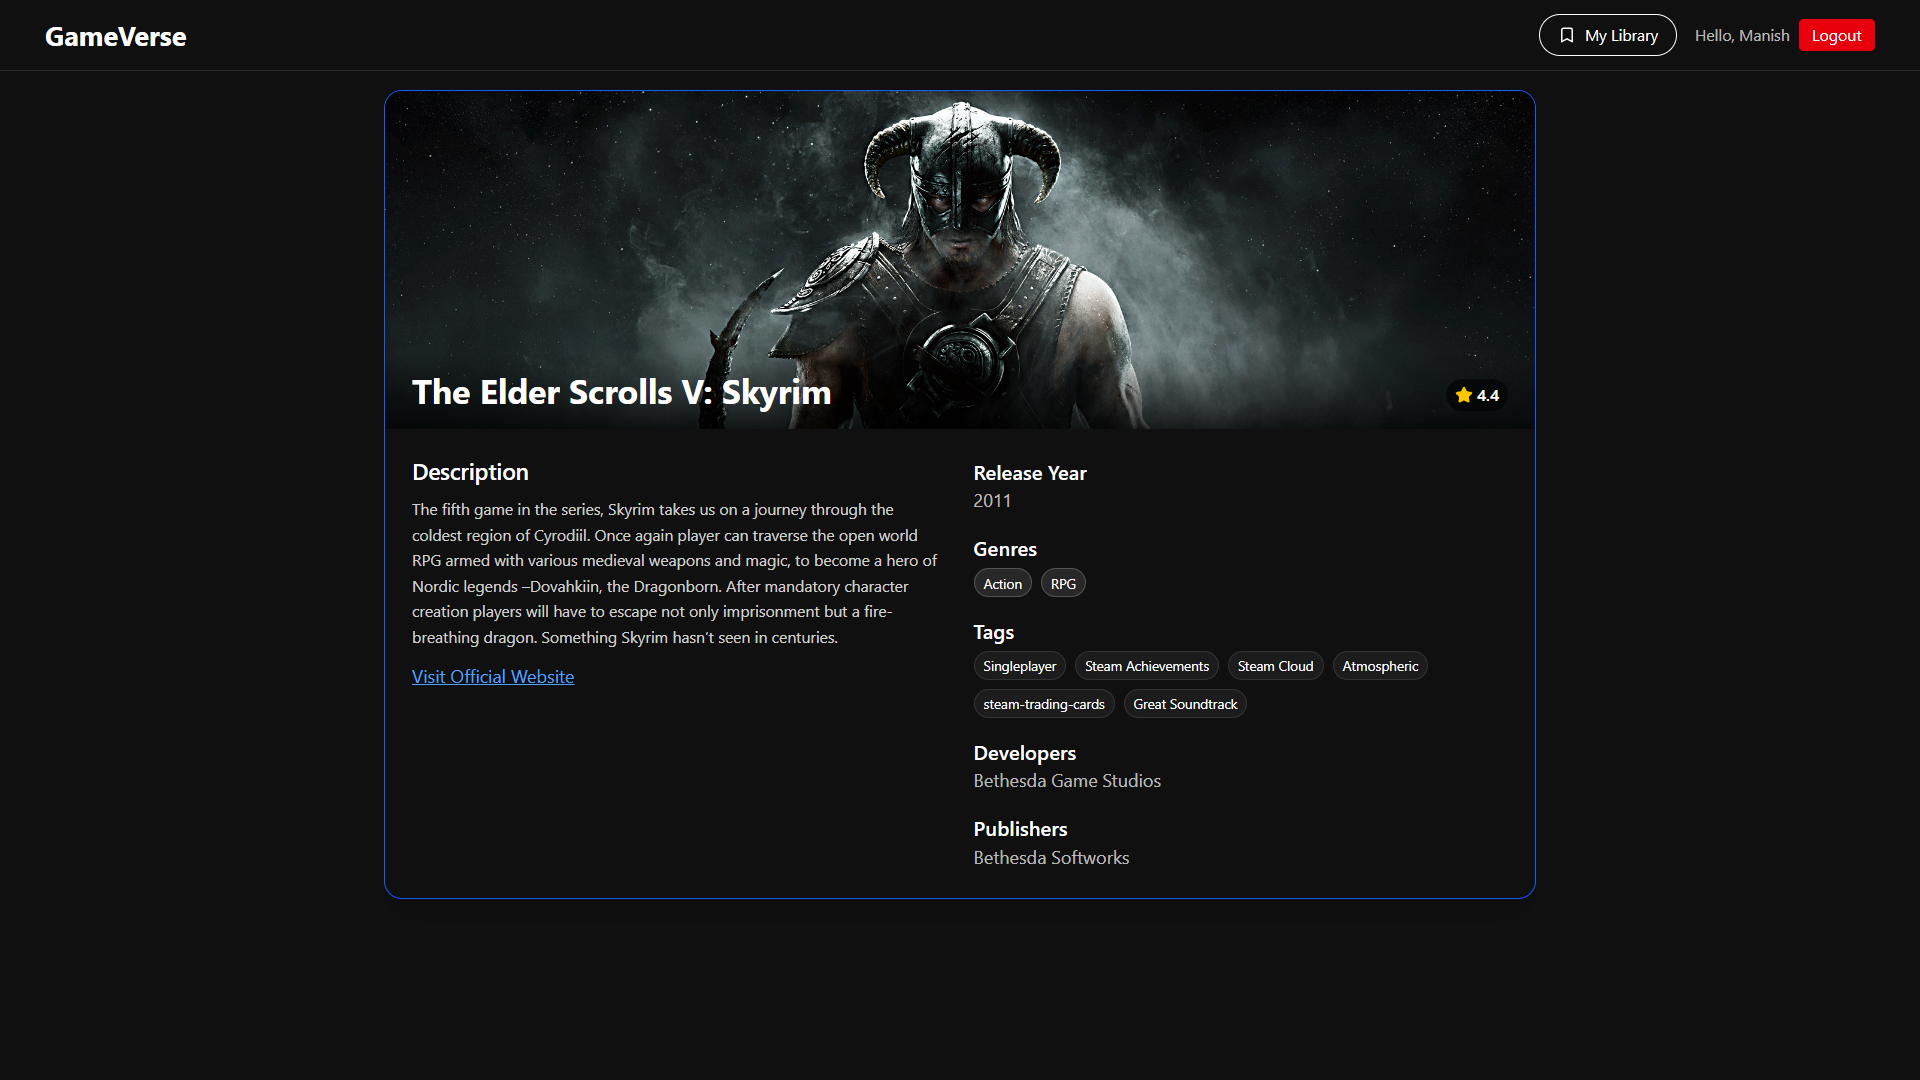 GameVerse
My Library
Hello, Manish
Logout
The Elder Scrolls V: Skyrim
4.4
Description
The fifth game in the series, Skyrim takes us on a journey through the
coldest region of Cyrodiil. Once again player can traverse the open world
RPG armed with various medieval weapons and magic, to become a hero of
Nordic legends –Dovahkiin, the Dragonborn. After mandatory character
creation players will have to escape not only imprisonment but a fire-
breathing dragon. Something Skyrim hasn’t seen in centuries.
Visit Official Website
Release Year
2011
Genres
Action
RPG
Tags
Singleplayer
Steam Achievements
Steam Cloud
Atmospheric
steam-trading-cards
Great Soundtrack
Developers
Bethesda Game Studios
Publishers
Bethesda Softworks